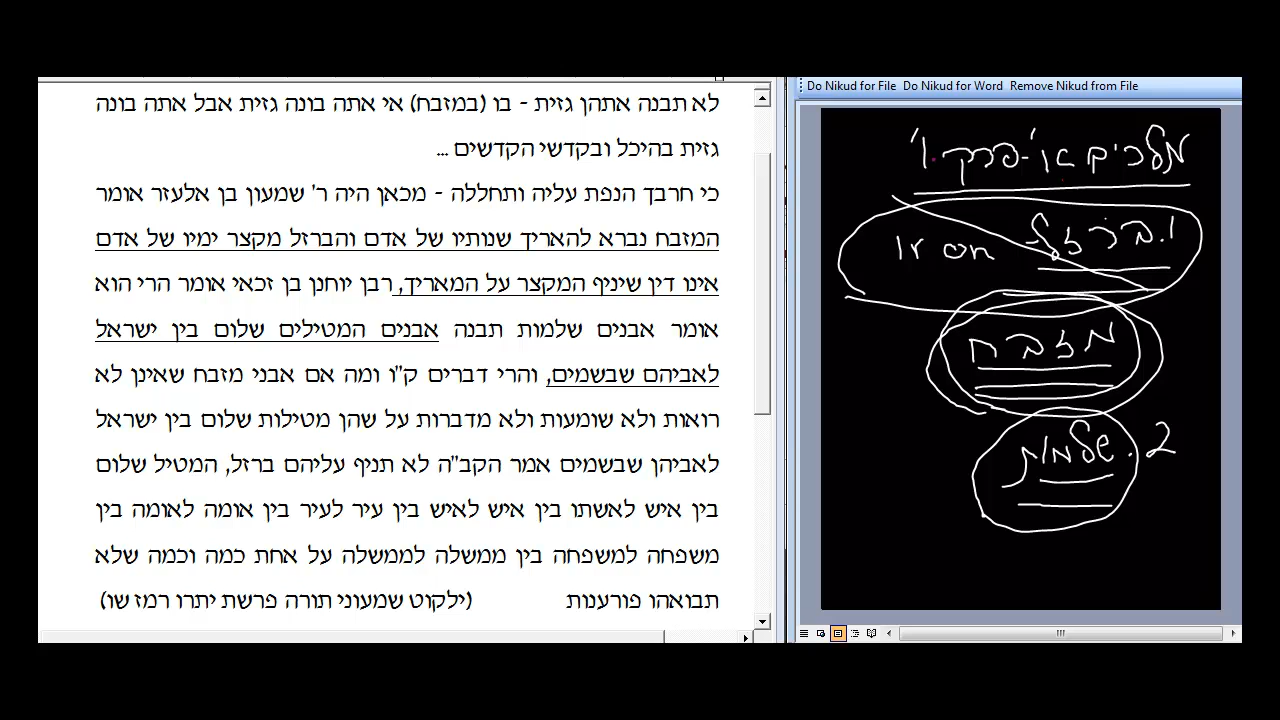 לא תבנה אתהן גזית - בו (במזבח) אי אתה בונה גזית אבל אתה בונה
גזית בהיכל ובקדשי הקדשים ...
כי חרבך הנפת עליה ותחללה - מכאן היה ר' שמעון בן אלעזר אומר
המזבח נברא להאריך שנותיו של אדם והברזל מקצר ימיו של אדם
אינו דין שיניף המקצר על המאריך, רבן יוחנן בן זכאי אומר הרי הוא
אומר אבנים שלמות תבנה אבנים המטילים שלום בין ישראל
לאביהם שבשמים, והרי דברים ק"ו ומה אם אבני מזבח שאינן לא
רואות ולא שומעות ולא מדברות על שהן מטילות שלום בין ישראל
לאביהן שבשמים אמר הקב"ה לא תניף עליהם ברזל, המטיל שלום
בין איש לאשתו בין איש לאיש בין עיר לעיר בין אומה לאומה בין
משפחה למשפחה בין ממשלה לממשלה על אחת כמה וכמה שלא
תבואהו פורענות (ילקוט שמעוני תורה פרשת יתרו רמז שו)
Do Nikud for File Do Nikud for Word Remove Nikud from File
מלכים א'-פרק ו'
1. ברזל- iron
מזבח
2. שלמות